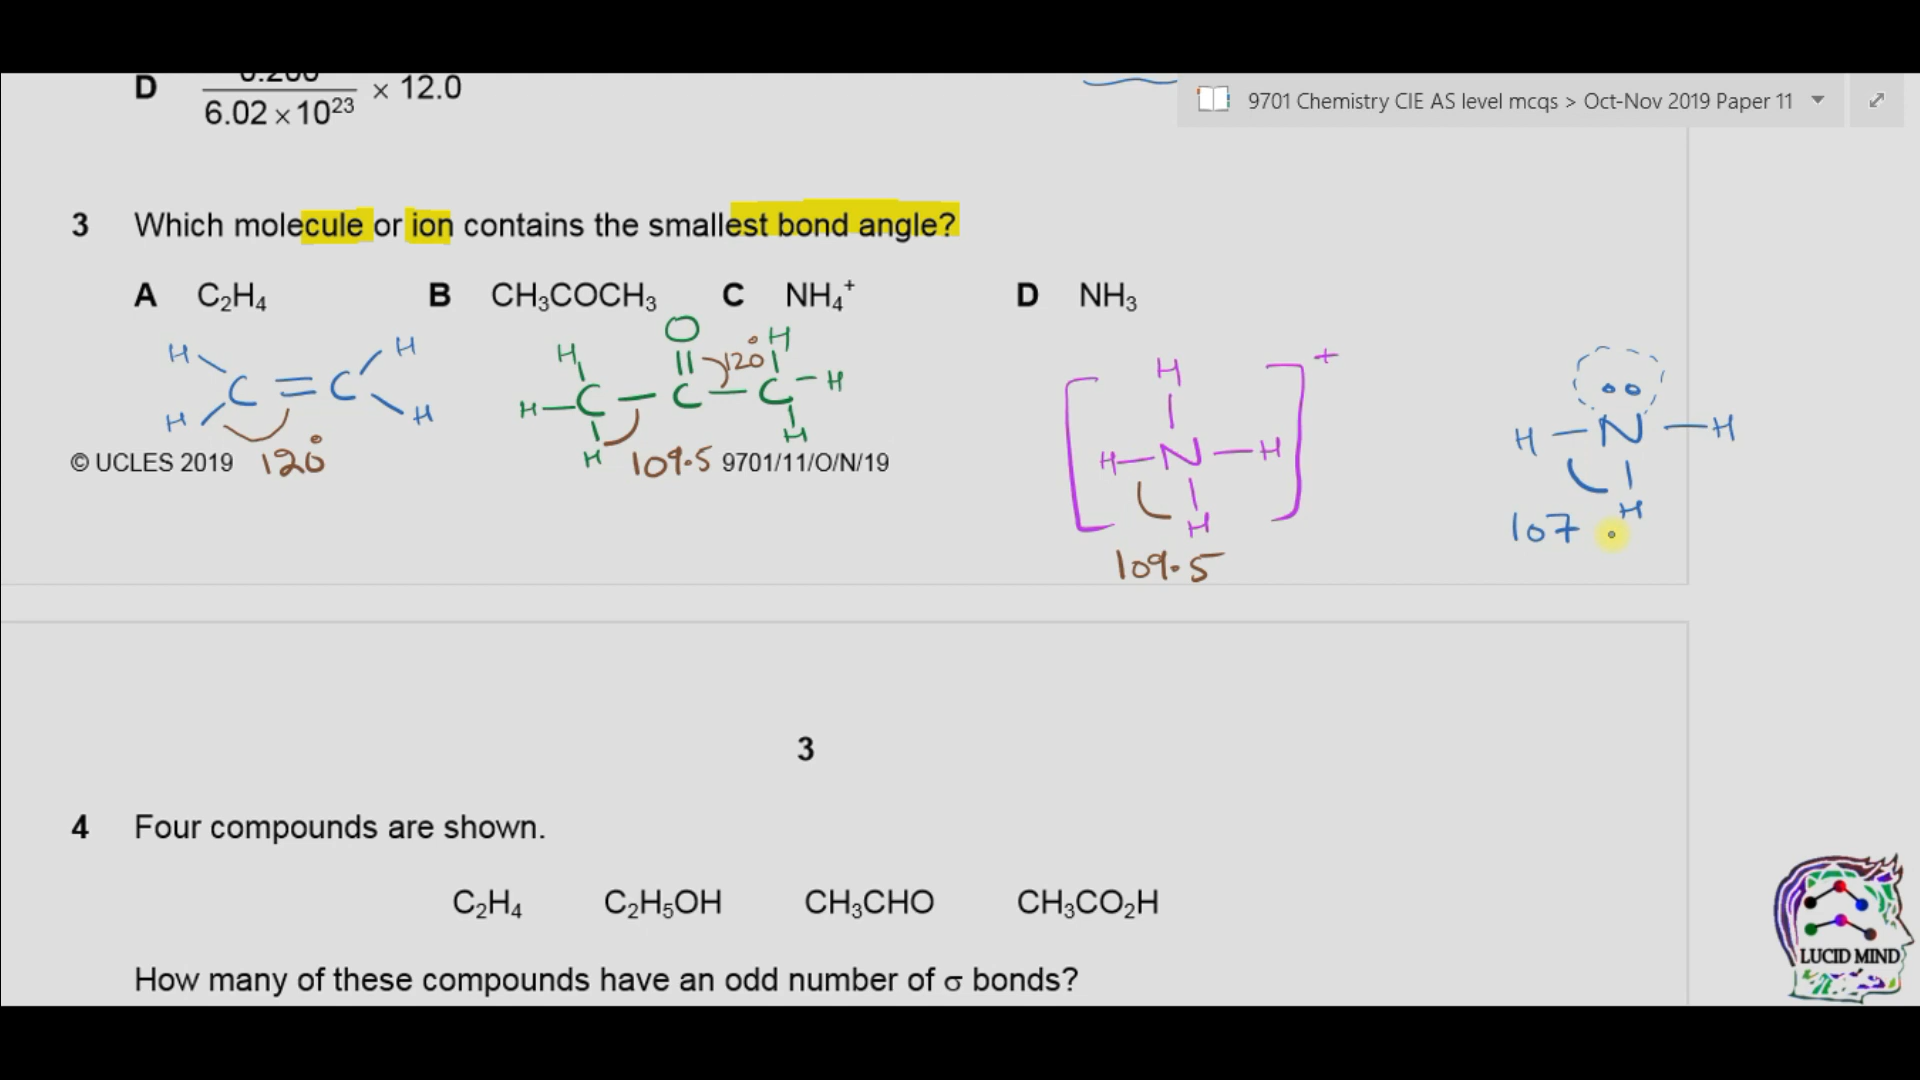 D 0.200 / 6.02 × 10²³ × 12.0
9701 Chemistry CIE AS level mcqs > Oct-Nov 2019 Paper 11
3 Which molecule or ion contains the smallest bond angle?
A C₂H₄ B CH₃COCH₃ C NH₄⁺ D NH₃
H H C = C H H 120°
O || H H H—C—C—C—H H H 120° 109.5
[ H H—N—H H ]+ 109.5
H—N—H H 107
© UCLES 2019 9701/11/O/N/19
3
4 Four compounds are shown.
C₂H₄ C₂H₅OH CH₃CHO CH₃CO₂H
How many of these compounds have an odd number of σ bonds?
LUCID MIND